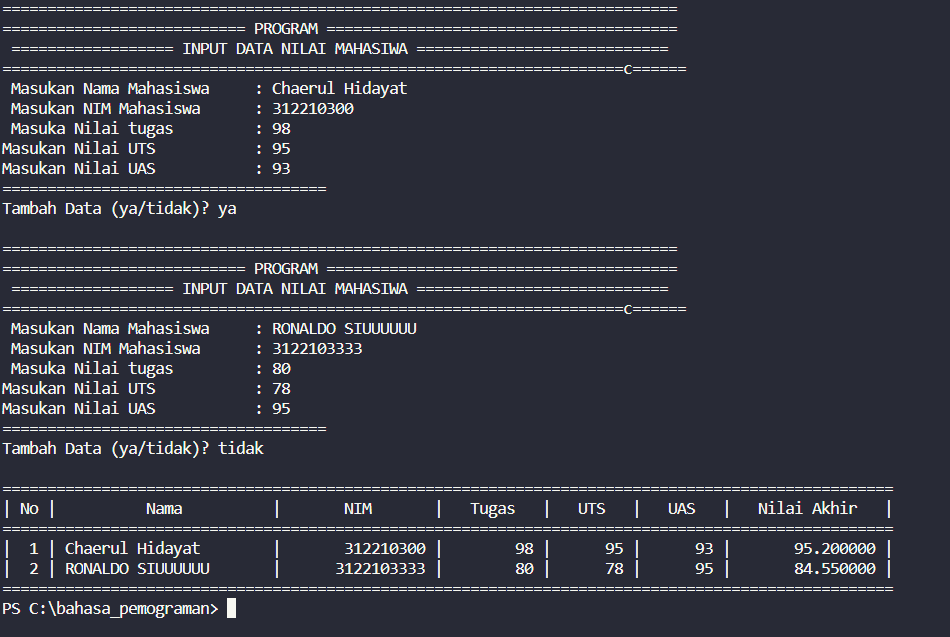 ===========================================================================
=========================== PROGRAM =======================================
 ================== INPUT DATA NILAI MAHASIWA ============================
=====================================================================c======
 Masukan Nama Mahasiswa     : Chaerul Hidayat
 Masukan NIM Mahasiswa      : 312210300
 Masuka Nilai tugas         : 98
Masukan Nilai UTS           : 95
Masukan Nilai UAS           : 93
====================================
Tambah Data (ya/tidak)? ya

===========================================================================
=========================== PROGRAM =======================================
 ================== INPUT DATA NILAI MAHASIWA ============================
=====================================================================c======
 Masukan Nama Mahasiswa     : RONALDO SIUUUUUU
 Masukan NIM Mahasiswa      : 3122103333
 Masuka Nilai tugas         : 80
Masukan Nilai UTS           : 78
Masukan Nilai UAS           : 95
====================================
Tambah Data (ya/tidak)? tidak

===================================================================================================
| No |          Nama          |       NIM       |   Tugas   |   UTS   |   UAS   |   Nilai Akhir   |
===================================================================================================
|  1 | Chaerul Hidayat        |       312210300 |        98 |      95 |      93 |       95.200000 |
|  2 | RONALDO SIUUUUUU       |      3122103333 |        80 |      78 |      95 |       84.550000 |
===================================================================================================
PS C:\bahasa_pemograman>